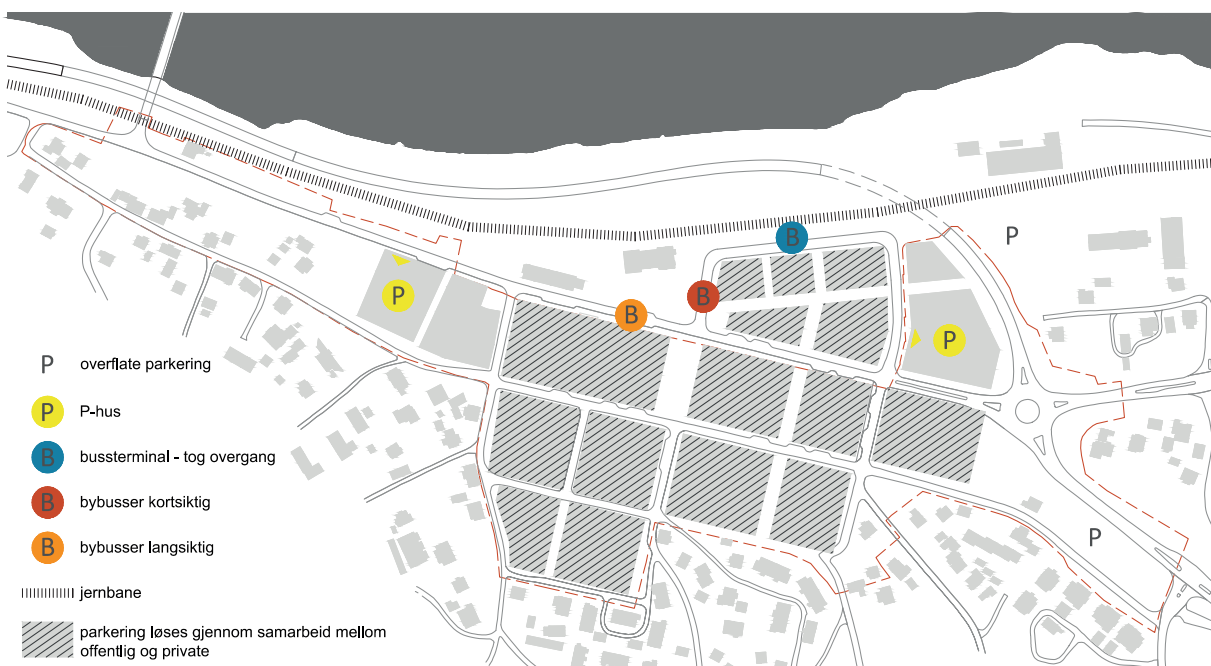 B
P
B
B
P
P
P overflate parkering
P P-hus
B bussterminal - tog overgang
B bybusser kortsiktig
P
B bybusser langsiktig
jernbane
parkering løses gjennom samarbeid mellom
offentlig og private